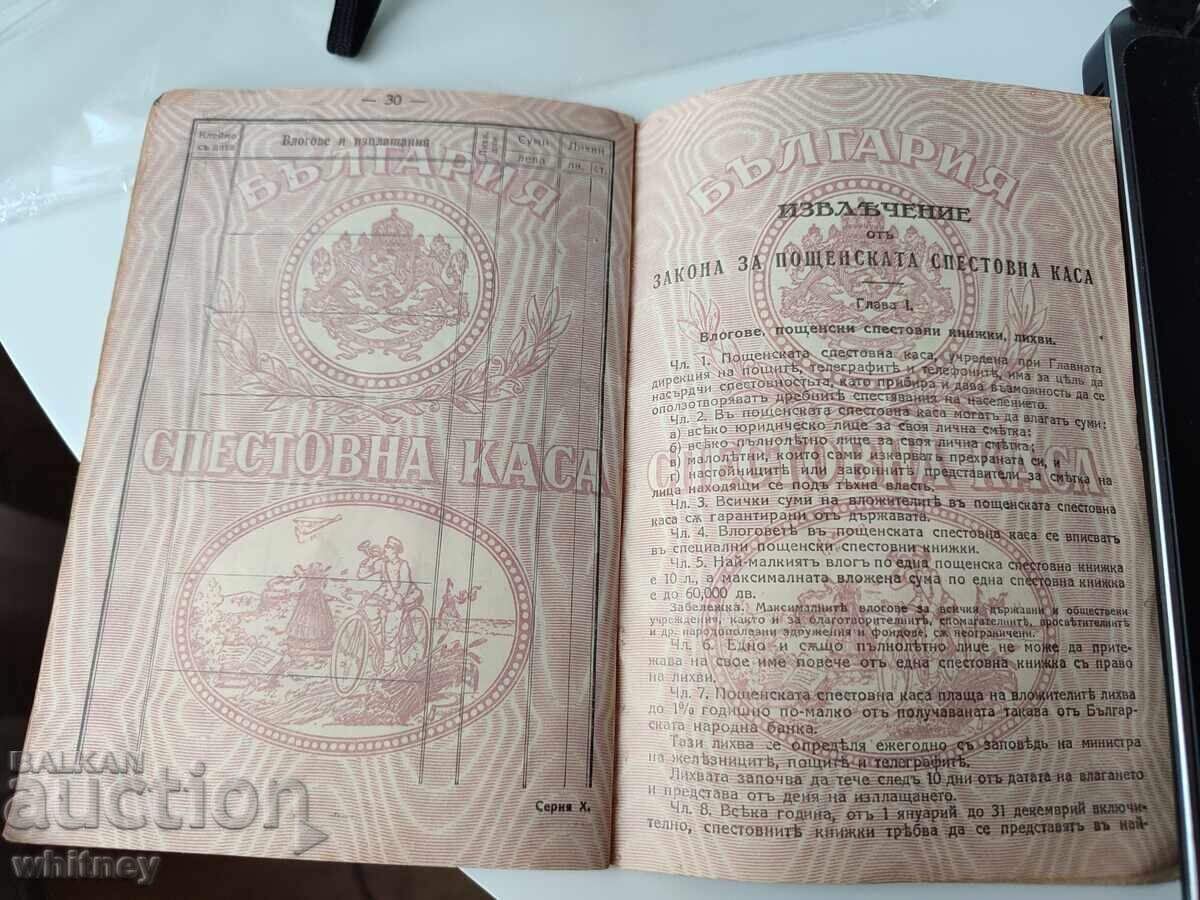 — 30 —
Клеймо съ дата
Влогове и изплащания
Суми
лева
Лихви
лв. ст.
БЪЛГАРИЯ
СПЕСТОВНА КАСА
Серия X.
БЪЛГАРИЯ
ИЗВЛѢЧЕНИЕ
отъ
ЗАКОНА ЗА ПОЩЕНСКАТА СПЕСТОВНА КАСА
Глава I.
Влогове, пощенски спестовни книжки, лихви.
Чл. 1. Пощенската спестовна каса, учредена при Главната
дирекция на пощитѣ, телеграфитѣ и телефонитѣ, има за цѣль да
насърдчи спестовностьта, като прибира и дава възможность да се
оползотворяватъ дребнитѣ спестявания на населението.
Чл. 2. Въ пощенската спестовна каса могатъ да влагатъ суми:
а) всѣко юридическо лице за своя лична смѣтка;
б) всѣко пълнолѣтно лице за своя лична смѣтка;
в) малолѣтни, които сами изкарватъ прехраната си, и
г) настойницитѣ или законнитѣ представители за смѣтка на
лица находящи се подъ тѣхна власть.
СПЕСТОВНА КАСА
Чл. 3. Всички суми на вложителитѣ въ пощенската спестовна
каса сѫ гарантирани отъ държавата.
Чл. 4. Влоговетѣ въ пощенската спестовна каса се вписватъ
въ специални пощенски спестовни книжки.
Чл. 5. Най-малкиятъ влогъ по една пощенска спестовна книжка
е 10 л., а максималната вложена сума по една спестовна книжка
е до 60,000 лв.
Забележка. Максималнитѣ влогове за всички държавни и обществени
учреждения, както и за благотворителнитѣ, спомагателнитѣ, просвѣтителнитѣ
и др. народополезни сдружения и фондове, сѫ неограничени.
Чл. 6. Едно и сѫщо пълнолѣтно лице не може да прите-
жава на свое име повече отъ една спестовна книжка съ право
на лихви.
Чл. 7. Пощенската спестовна каса плаща на вложителитѣ лихва
до 1% годишно по-малко отъ получаваната такава отъ Българ-
ската народна банка.
Тази лихва се опредѣля ежегодно съ заповѣдь на министра
на желѣзницитѣ, пощитѣ и телеграфитѣ.
Лихвата започва да тече следъ 10 дни отъ датата на влагането
и престава отъ деня на изплащането.
Чл. 8. Всѣка година, отъ 1 януарий до 31 декемврий включи-
телно, спестовнитѣ книжки трѣбва да се представятъ въ най-
BALKAN
auction
whitney